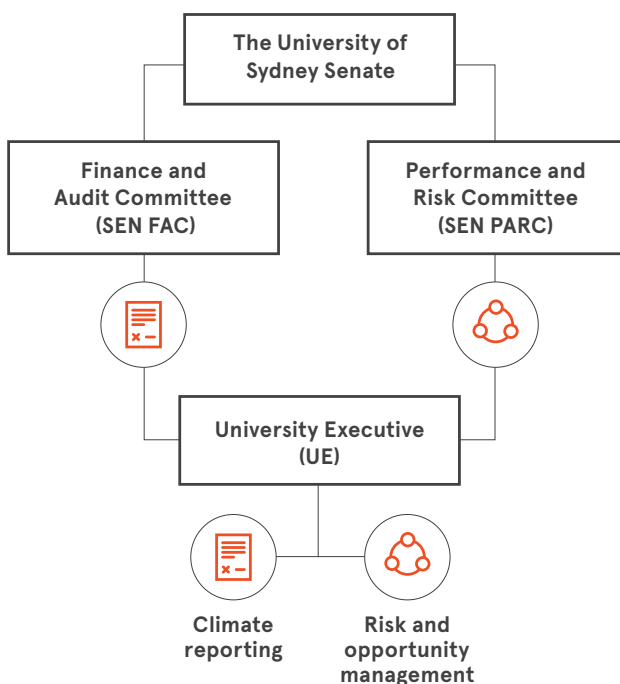 The University of
Sydney Senate
Finance and
Audit Committee
(SEN FAC)
Performance and
Risk Committee
(SEN PARC)
University Executive
(UE)
Climate
reporting
Risk and
opportunity
management